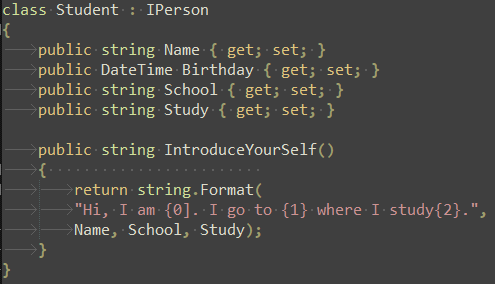 class Student : IPerson
{
public string Name { get; set; }
public DateTime Birthday { get; set; }
public string School { get; set; }
public string Study { get; set; }
public string IntroduceYourSelf()
{
return string.Format(
"Hi, I am {0}. I go to {1} where I study{2}.",
Name, School, Study);
}
}